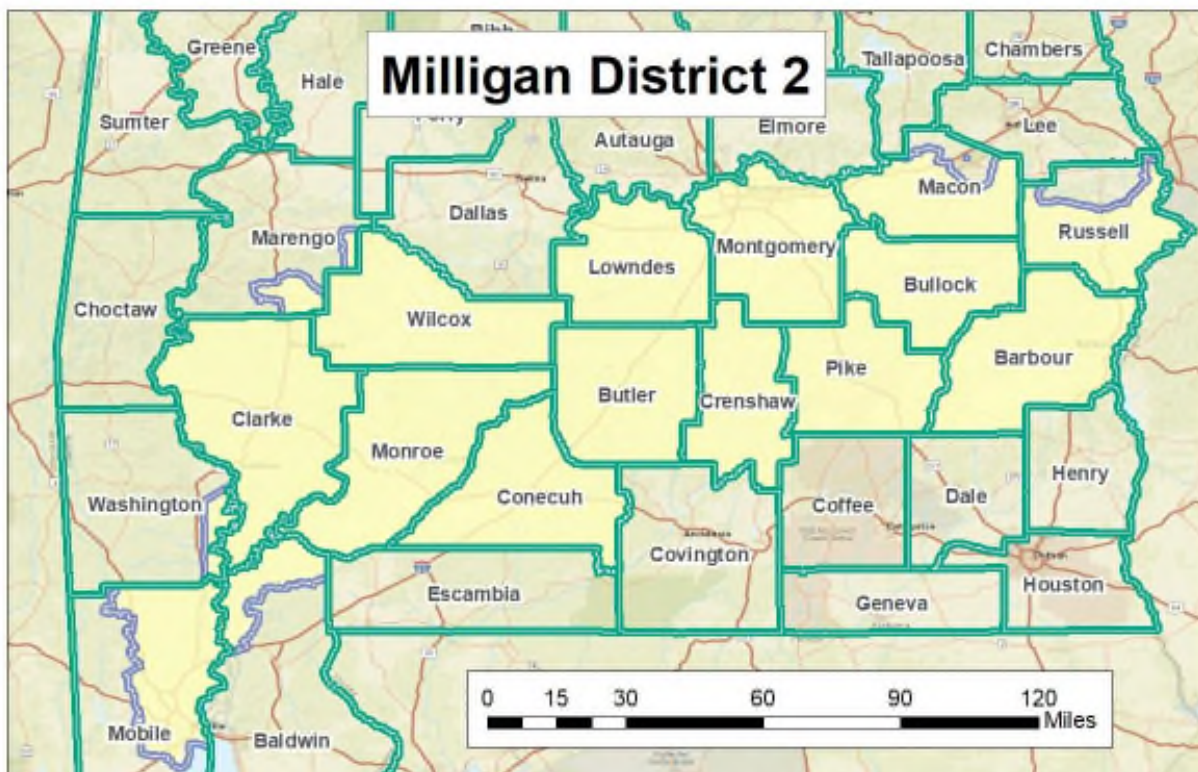 Greene
Hale
Milligan District 2
Tallapoosa
Chambers
Sumter
Autauga
Elmore
Lee
Dallas
Macon
Marengo
Montgomery
Russell
Lowndes
Bullock
Choctaw
Wilcox
Barbour
Butler
Pike
Crenshaw
Clarke
Monroe
Henry
Washington
Conecuh
Coffee
Dale
Covington
Escambia
Houston
Geneva
0 15 30 60 90 120
Miles
Mobile
Baldwin